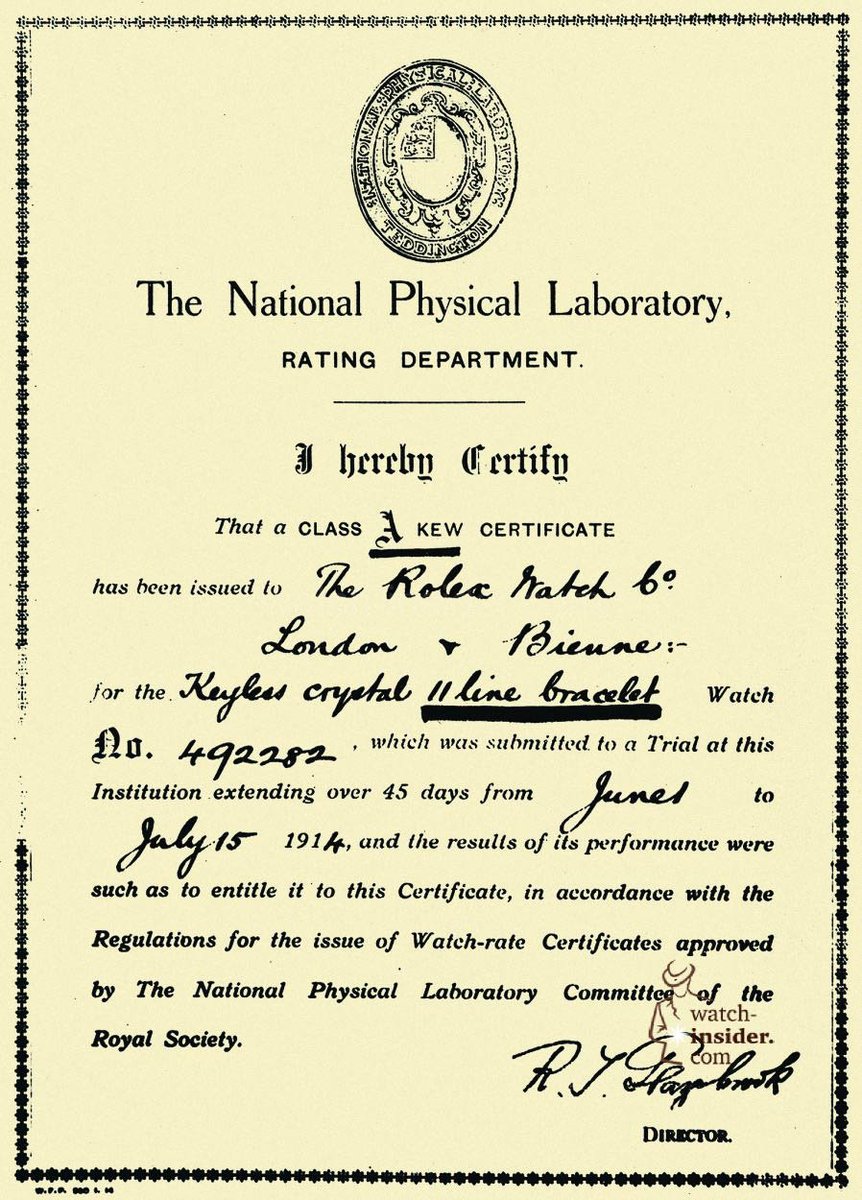 NATIONAL PHYSICAL LABORATORY
TEDDINGTON
The National Physical Laboratory,
RATING DEPARTMENT.
I hereby Certify
That a CLASS A KEW CERTIFICATE
has been issued to The Rolex Watch Co.
London & Bienne:-
for the Keyless crystal 11 line bracelet Watch
No. 492282, which was submitted to a Trial at this
Institution extending over 45 days from June 1 to
July 15 1914, and the results of its performance were
such as to entitle it to this Certificate, in accordance with the
Regulations for the issue of Watch-rate Certificates approved
by The National Physical Laboratory Committee of the
Royal Society.
watch-
insider.
com
R. T. Glazebrook
DIRECTOR.